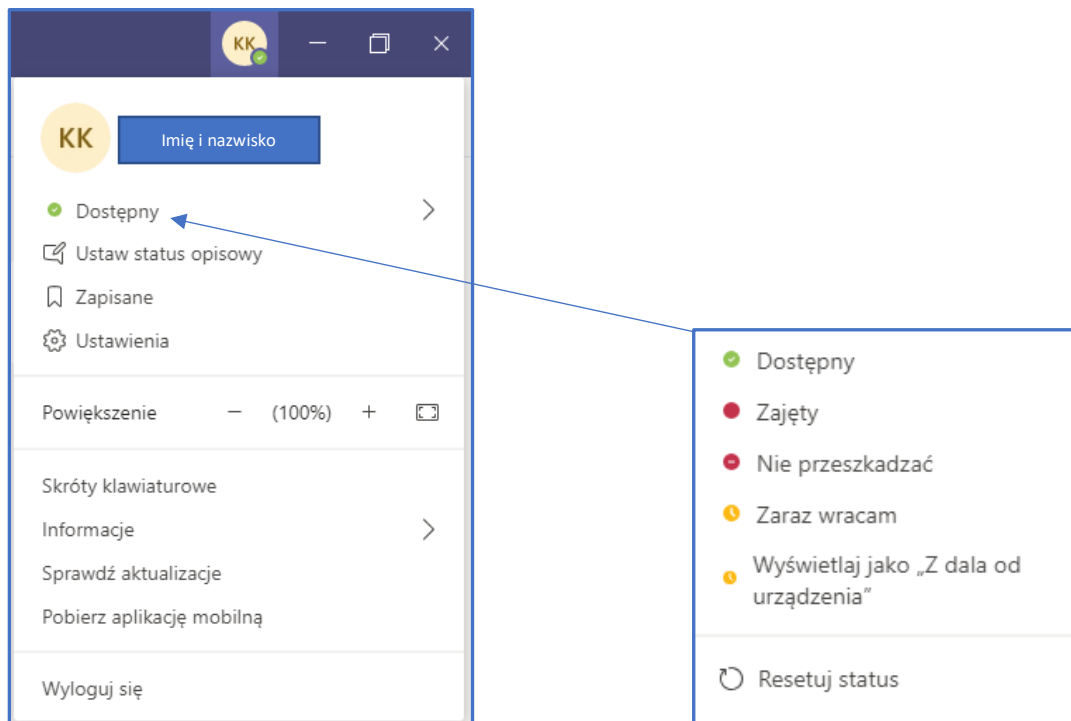 KK
KK
Imię i nazwisko
Dostępny
Ustaw status opisowy
Zapisane
Ustawienia
Powiększenie − (100%) +
Skróty klawiaturowe
Informacje
Sprawdź aktualizacje
Pobierz aplikację mobilną
Wyloguj się
Dostępny
Zajęty
Nie przeszkadzać
Zaraz wracam
Wyświetlaj jako „Z dala od
urządzenia”
Resetuj status